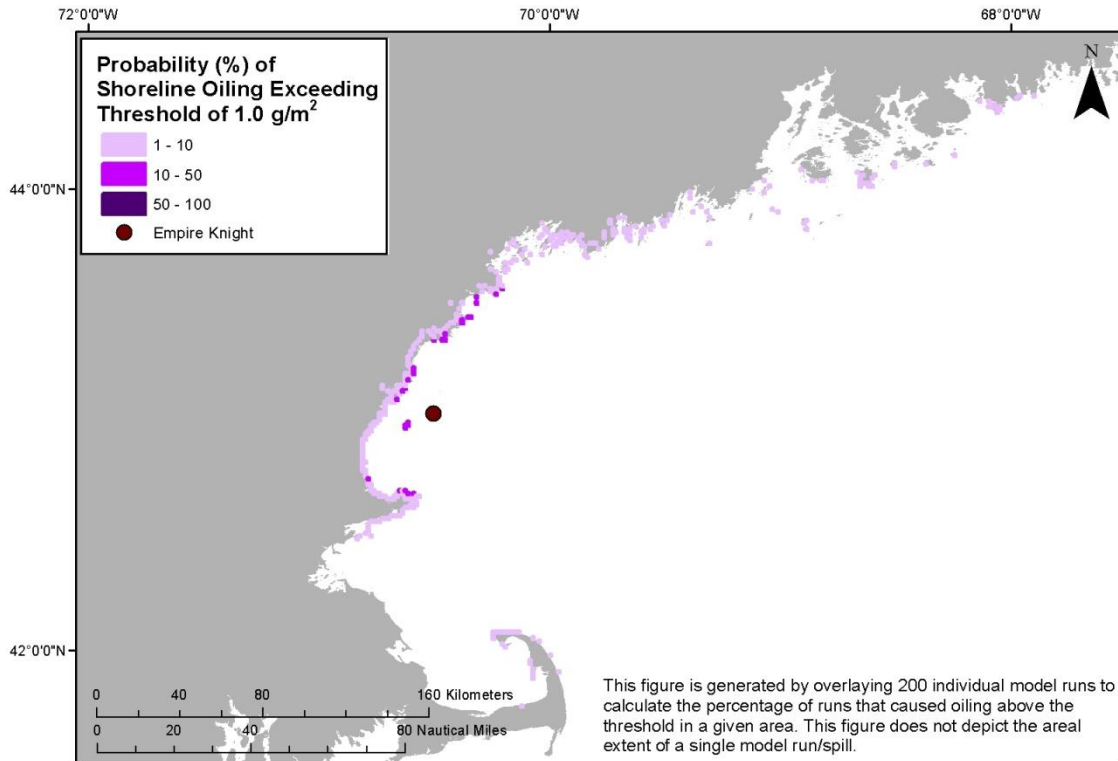 72°0'0"W 70°0'0"W 68°0'0"W
Probability (%) of
Shoreline Oiling Exceeding
Threshold of 1.0 g/m²
1 - 10
10 - 50
50 - 100
Empire Knight
N
44°0'0"N
42°0'0"N
0 40 80 160 Kilometers
0 20 40 80 Nautical Miles
This figure is generated by overlaying 200 individual model runs to
calculate the percentage of runs that caused oiling above the
threshold in a given area. This figure does not depict the areal
extent of a single model run/spill.